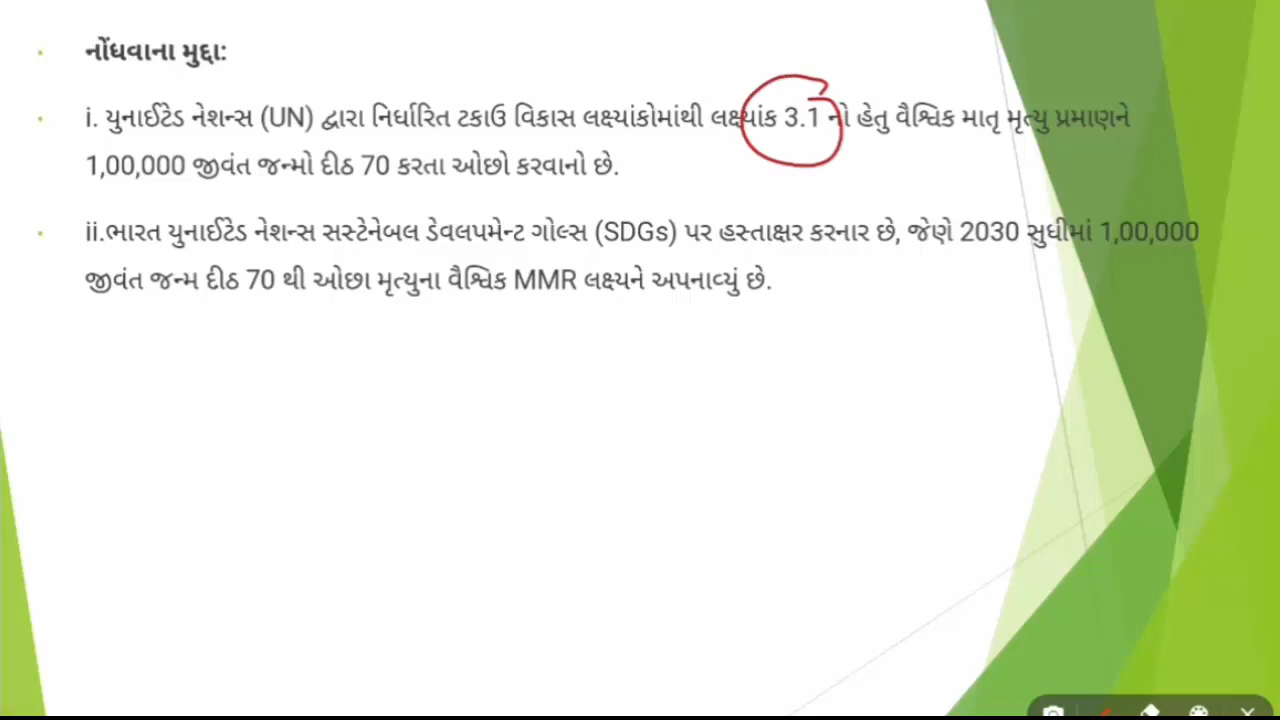 નોંધવાના મુદ્દા:
i. યુનાઈટેડ નેશન્સ (UN) દ્વારા નિર્ધારિત ટકાઉ વિકાસ લક્ષ્યાંકોમાંથી લક્ષ્યાંક 3.1 નો હેતુ વૈશ્વિક માતૃ મૃત્યુ પ્રમાણને
1,00,000 જીવંત જન્મો દીઠ 70 કરતા ઓછો કરવાનો છે.
ii.ભારત યુનાઈટેડ નેશન્સ સસ્ટેનેબલ ડેવલપમેન્ટ ગોલ્સ (SDGs) પર હસ્તાક્ષર કરનાર છે, જેણે 2030 સુધીમાં 1,00,000
જીવંત જન્મ દીઠ 70 થી ઓછા મૃત્યુના વૈશ્વિક MMR લક્ષ્યને અપનાવ્યું છે.